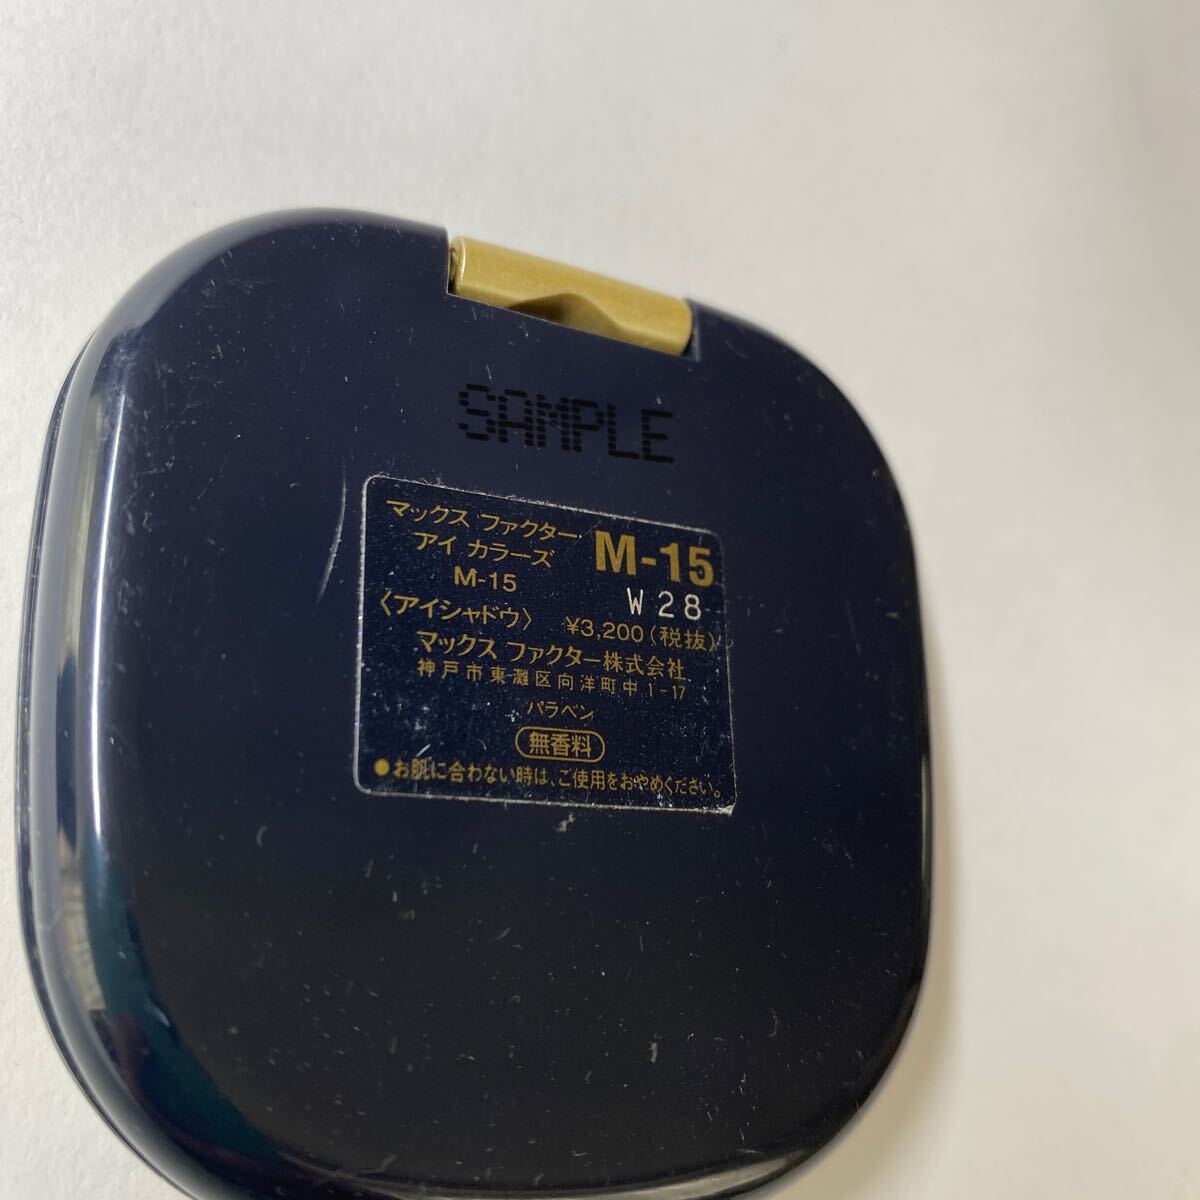 SAMPLE
マックス ファクター
アイ カラーズ
M-15
M-15
W28
〈アイシャドウ〉 ¥3,200(税抜)
マックス ファクター株式会社
神戸市東灘区向洋町中1-17
パラベン
無香料
●お肌に合わない時は、ご使用をおやめください。